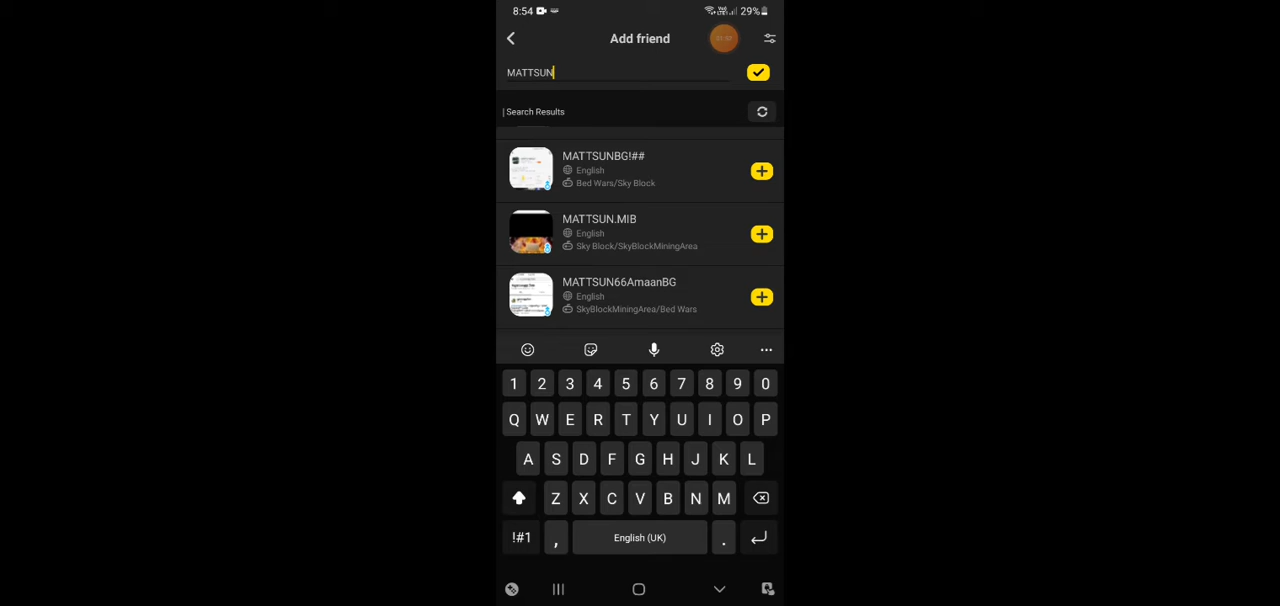 8:54 29%
Add friend
MATTSUN
Search Results
MATTSUNBG!##
English
Bed Wars/Sky Block
MATTSUN.MIB
English
Sky Block/SkyBlockMiningArea
MATTSUN66AmaanBG
English
SkyBlockMiningArea/Bed Wars
1 2 3 4 5 6 7 8 9 0
Q W E R T Y U I O P
A S D F G H J K L
Z X C V B N M
!#1 , English (UK) .